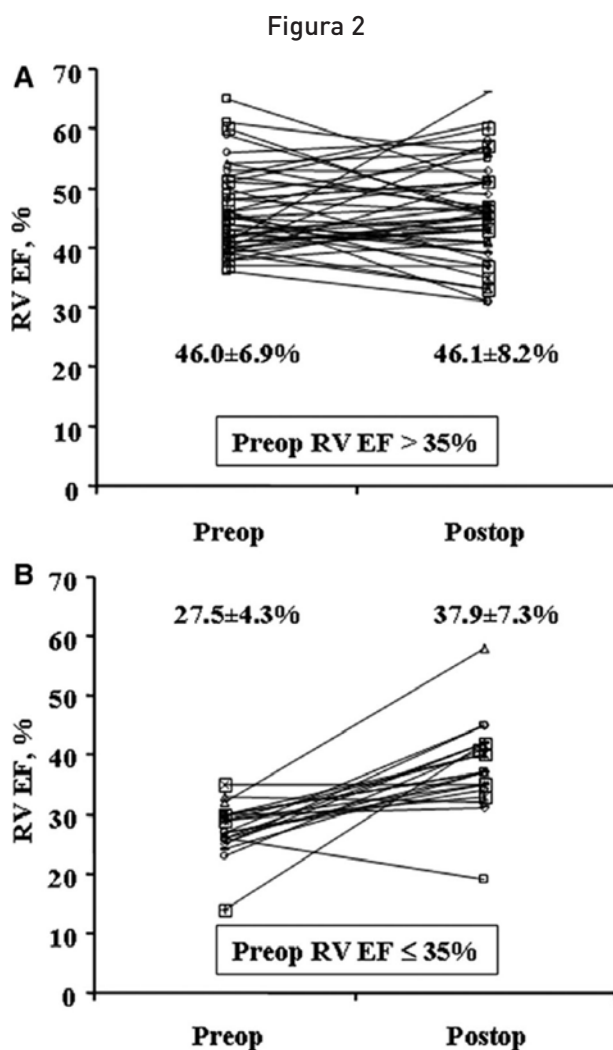 Figura 2
A
70
60
50
40
30
20
10
0
RV EF, %
46.0±6.9%
46.1±8.2%
Preop RV EF > 35%
Preop
Postop
B
70
60
50
40
30
20
10
0
RV EF, %
27.5±4.3%
37.9±7.3%
Preop RV EF ≤ 35%
Preop
Postop